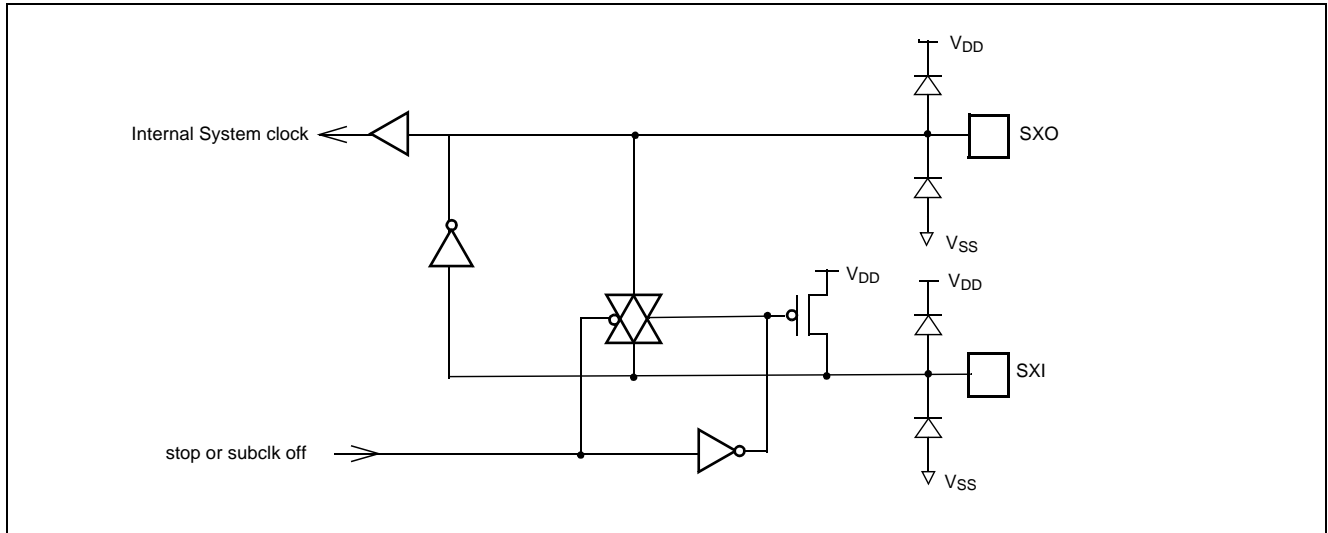 VDD
Internal System clock
SXO
VSS
VDD
VDD
SXI
stop or subclk off
VSS